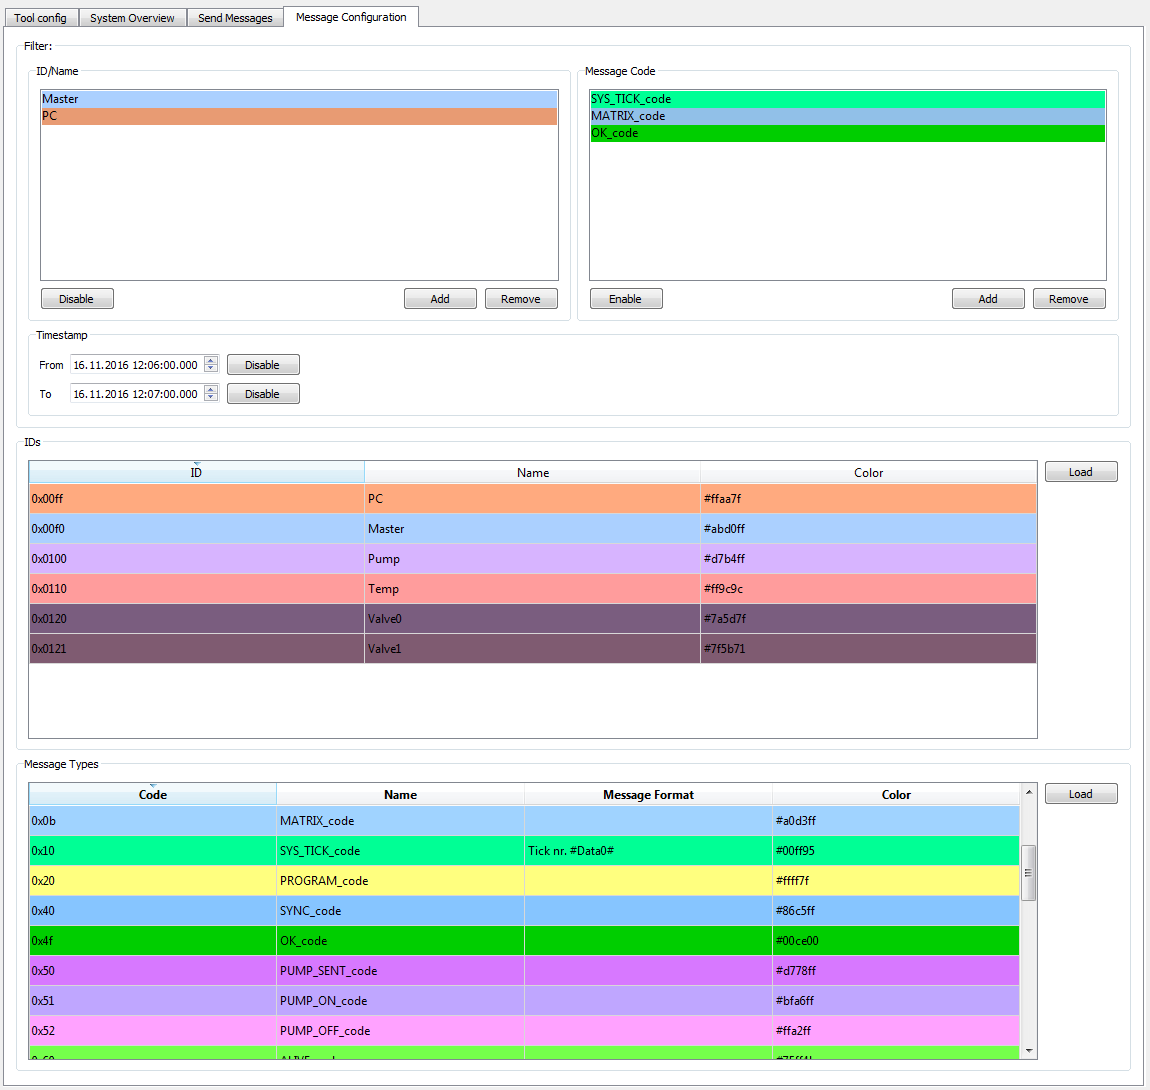 Tool config System Overview Send Messages Message Configuration
Filter:
ID/Name
Master
PC
Disable Add Remove
Message Code
SYS_TICK_code
MATRIX_code
OK_code
Enable Add Remove
Timestamp
From 16.11.2016 12:06:00.000 Disable
To 16.11.2016 12:07:00.000 Disable
IDs
ID Name Color Load
0x00ff PC #ffaa7f
0x00f0 Master #abd0ff
0x0100 Pump #d7b4ff
0x0110 Temp #ff9c9c
0x0120 Valve0 #7a5d7f
0x0121 Valve1 #7f5b71
Message Types
Code Name Message Format Color Load
0x0b MATRIX_code #a0d3ff
0x10 SYS_TICK_code Tick nr. #Data0# #00ff95
0x20 PROGRAM_code #ffff7f
0x40 SYNC_code #86c5ff
0x4f OK_code #00ce00
0x50 PUMP_SENT_code #d778ff
0x51 PUMP_ON_code #bfa6ff
0x52 PUMP_OFF_code #ffa2ff